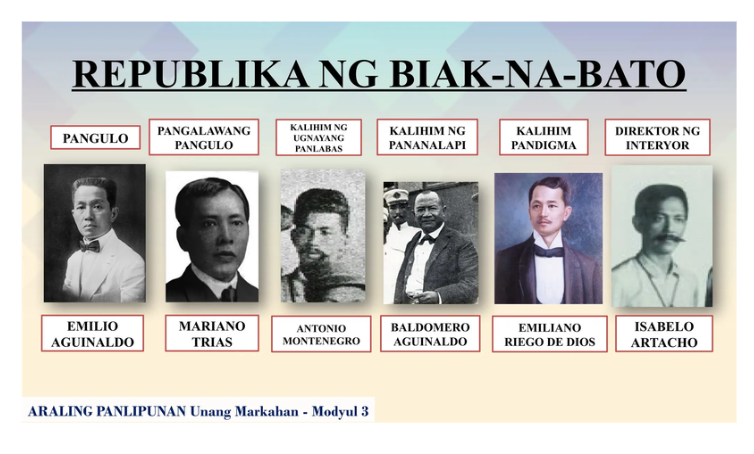 REPUBLIKA NG BIAK-NA-BATO
PANGULO
PANGALAWANG
PANGULO
KALIHIM NG
UGNAYANG
PANLABAS
KALIHIM NG
PANANALAPI
KALIHIM
PANDIGMA
DIREKTOR NG
INTERYOR
EMILIO
AGUINALDO
MARIANO
TRIAS
ANTONIO
MONTENEGRO
BALDOMERO
AGUINALDO
EMILIANO
RIEGO DE DIOS
ISABELO
ARTACHO
ARALING PANLIPUNAN Unang Markahan - Modyul 3